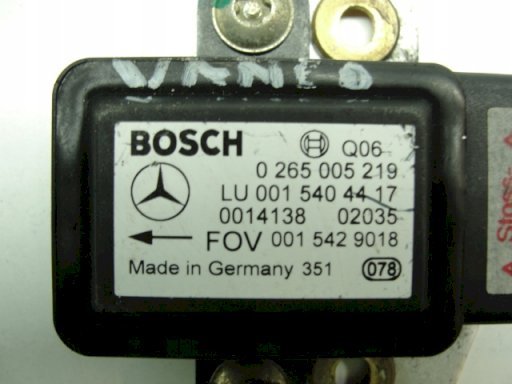 VANEO
BOSCH Q06
0 265 005 219
LU 001 540 44 17
0014138 02035
FOV 001 542 9018
Made in Germany 351 078
Stoss-